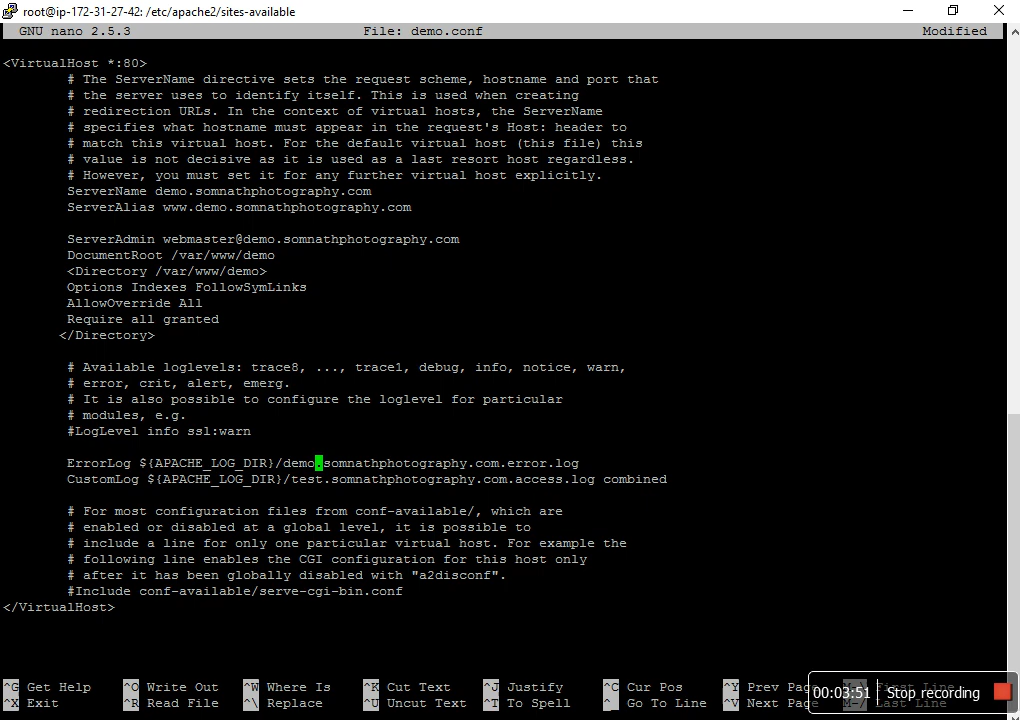 root@ip-172-31-27-42: /etc/apache2/sites-available
GNU nano 2.5.3 File: demo.conf Modified
<VirtualHost *:80>
# The ServerName directive sets the request scheme, hostname and port that
# the server uses to identify itself. This is used when creating
# redirection URLs. In the context of virtual hosts, the ServerName
# specifies what hostname must appear in the request's Host: header to
# match this virtual host. For the default virtual host (this file) this
# value is not decisive as it is used as a last resort host regardless.
# However, you must set it for any further virtual host explicitly.
ServerName demo.somnathphotography.com
ServerAlias www.demo.somnathphotography.com
ServerAdmin webmaster@demo.somnathphotography.com
DocumentRoot /var/www/demo
<Directory /var/www/demo>
Options Indexes FollowSymLinks
AllowOverride All
Require all granted
</Directory>
# Available loglevels: trace8, ..., trace1, debug, info, notice, warn,
# error, crit, alert, emerg.
# It is also possible to configure the loglevel for particular
# modules, e.g.
#LogLevel info ssl:warn
ErrorLog ${APACHE_LOG_DIR}/demo.somnathphotography.com.error.log
CustomLog ${APACHE_LOG_DIR}/test.somnathphotography.com.access.log combined
# For most configuration files from conf-available/, which are
# enabled or disabled at a global level, it is possible to
# include a line for only one particular virtual host. For example the
# following line enables the CGI configuration for this host only
# after it has been globally disabled with "a2disconf".
#Include conf-available/serve-cgi-bin.conf
</VirtualHost>
^G Get Help ^O Write Out ^W Where Is ^K Cut Text ^J Justify ^C Cur Pos ^Y Prev Page M-\ First Line
^X Exit ^R Read File ^\ Replace ^U Uncut Text ^T To Spell ^_ Go To Line ^V Next Page M-/ Last Line
00:03:51 Stop recording